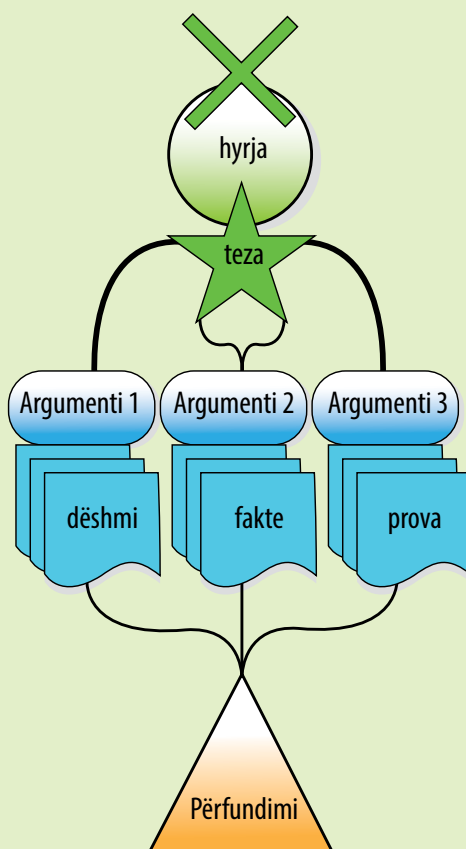 hyrja
teza
Argumenti 1
Argumenti 2
Argumenti 3
dëshmi
fakte
prova
Përfundimi